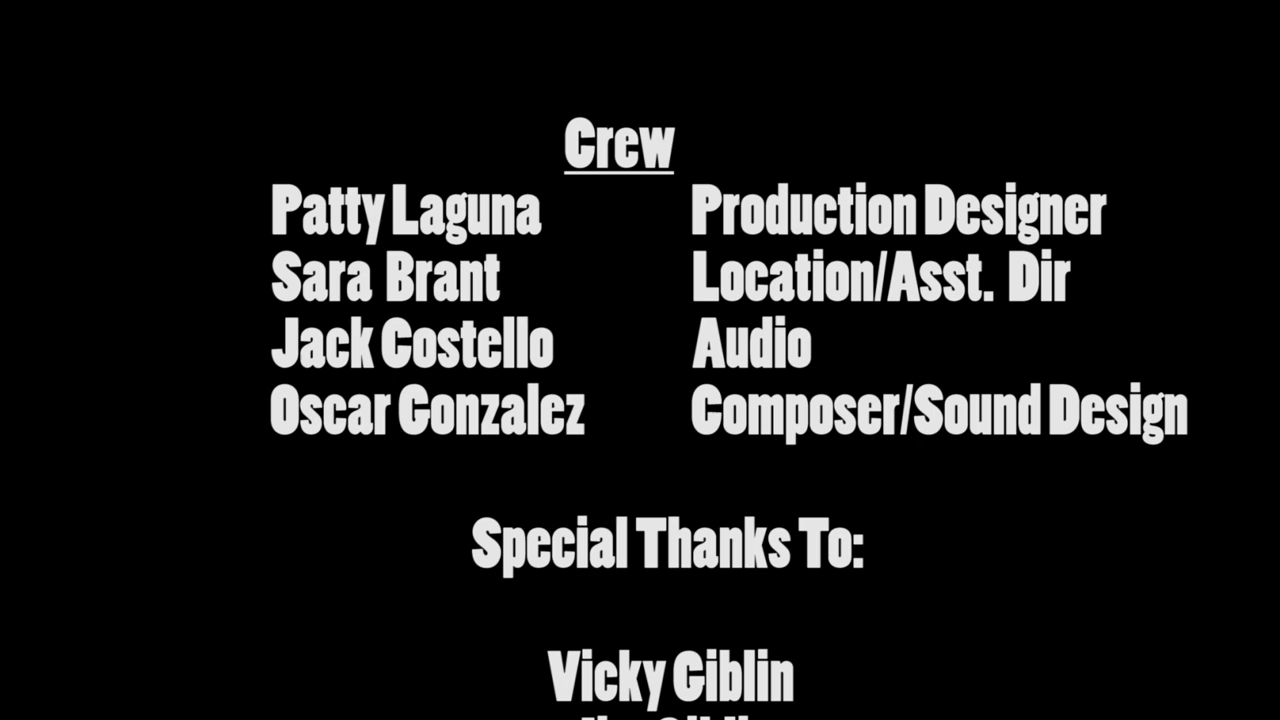 Crew
Patty Laguna Production Designer
Sara Brant Location/Asst. Dir
Jack Costello Audio
Oscar Gonzalez Composer/Sound Design
Special Thanks To:
Vicky Giblin